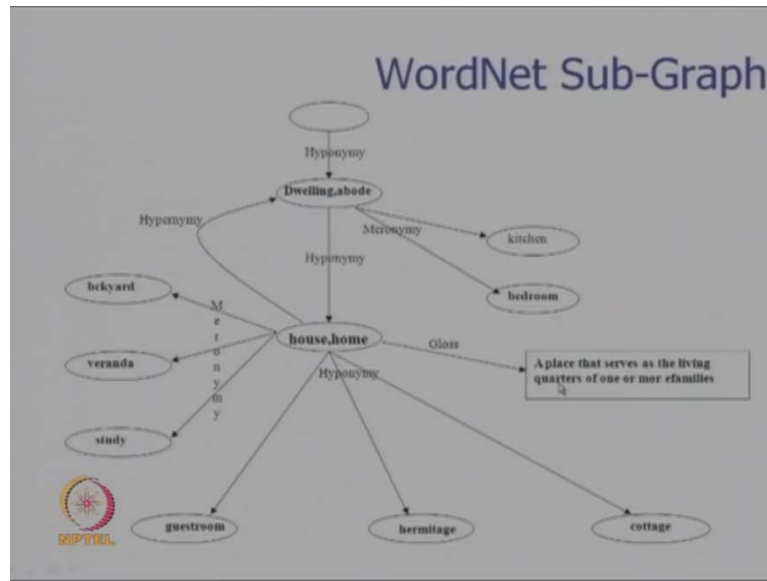 WordNet Sub-Graph
Hyponymy
Dwelling,abode
Hypernymy
Meronymy
kitchen
Hyponymy
bckyard
bedroom
Meronymy
house,home
Gloss
veranda
A place that serves as the living
quarters of one or mor efamilies
Hyponymy
study
guestroom
hermitage
cottage
NPTEL